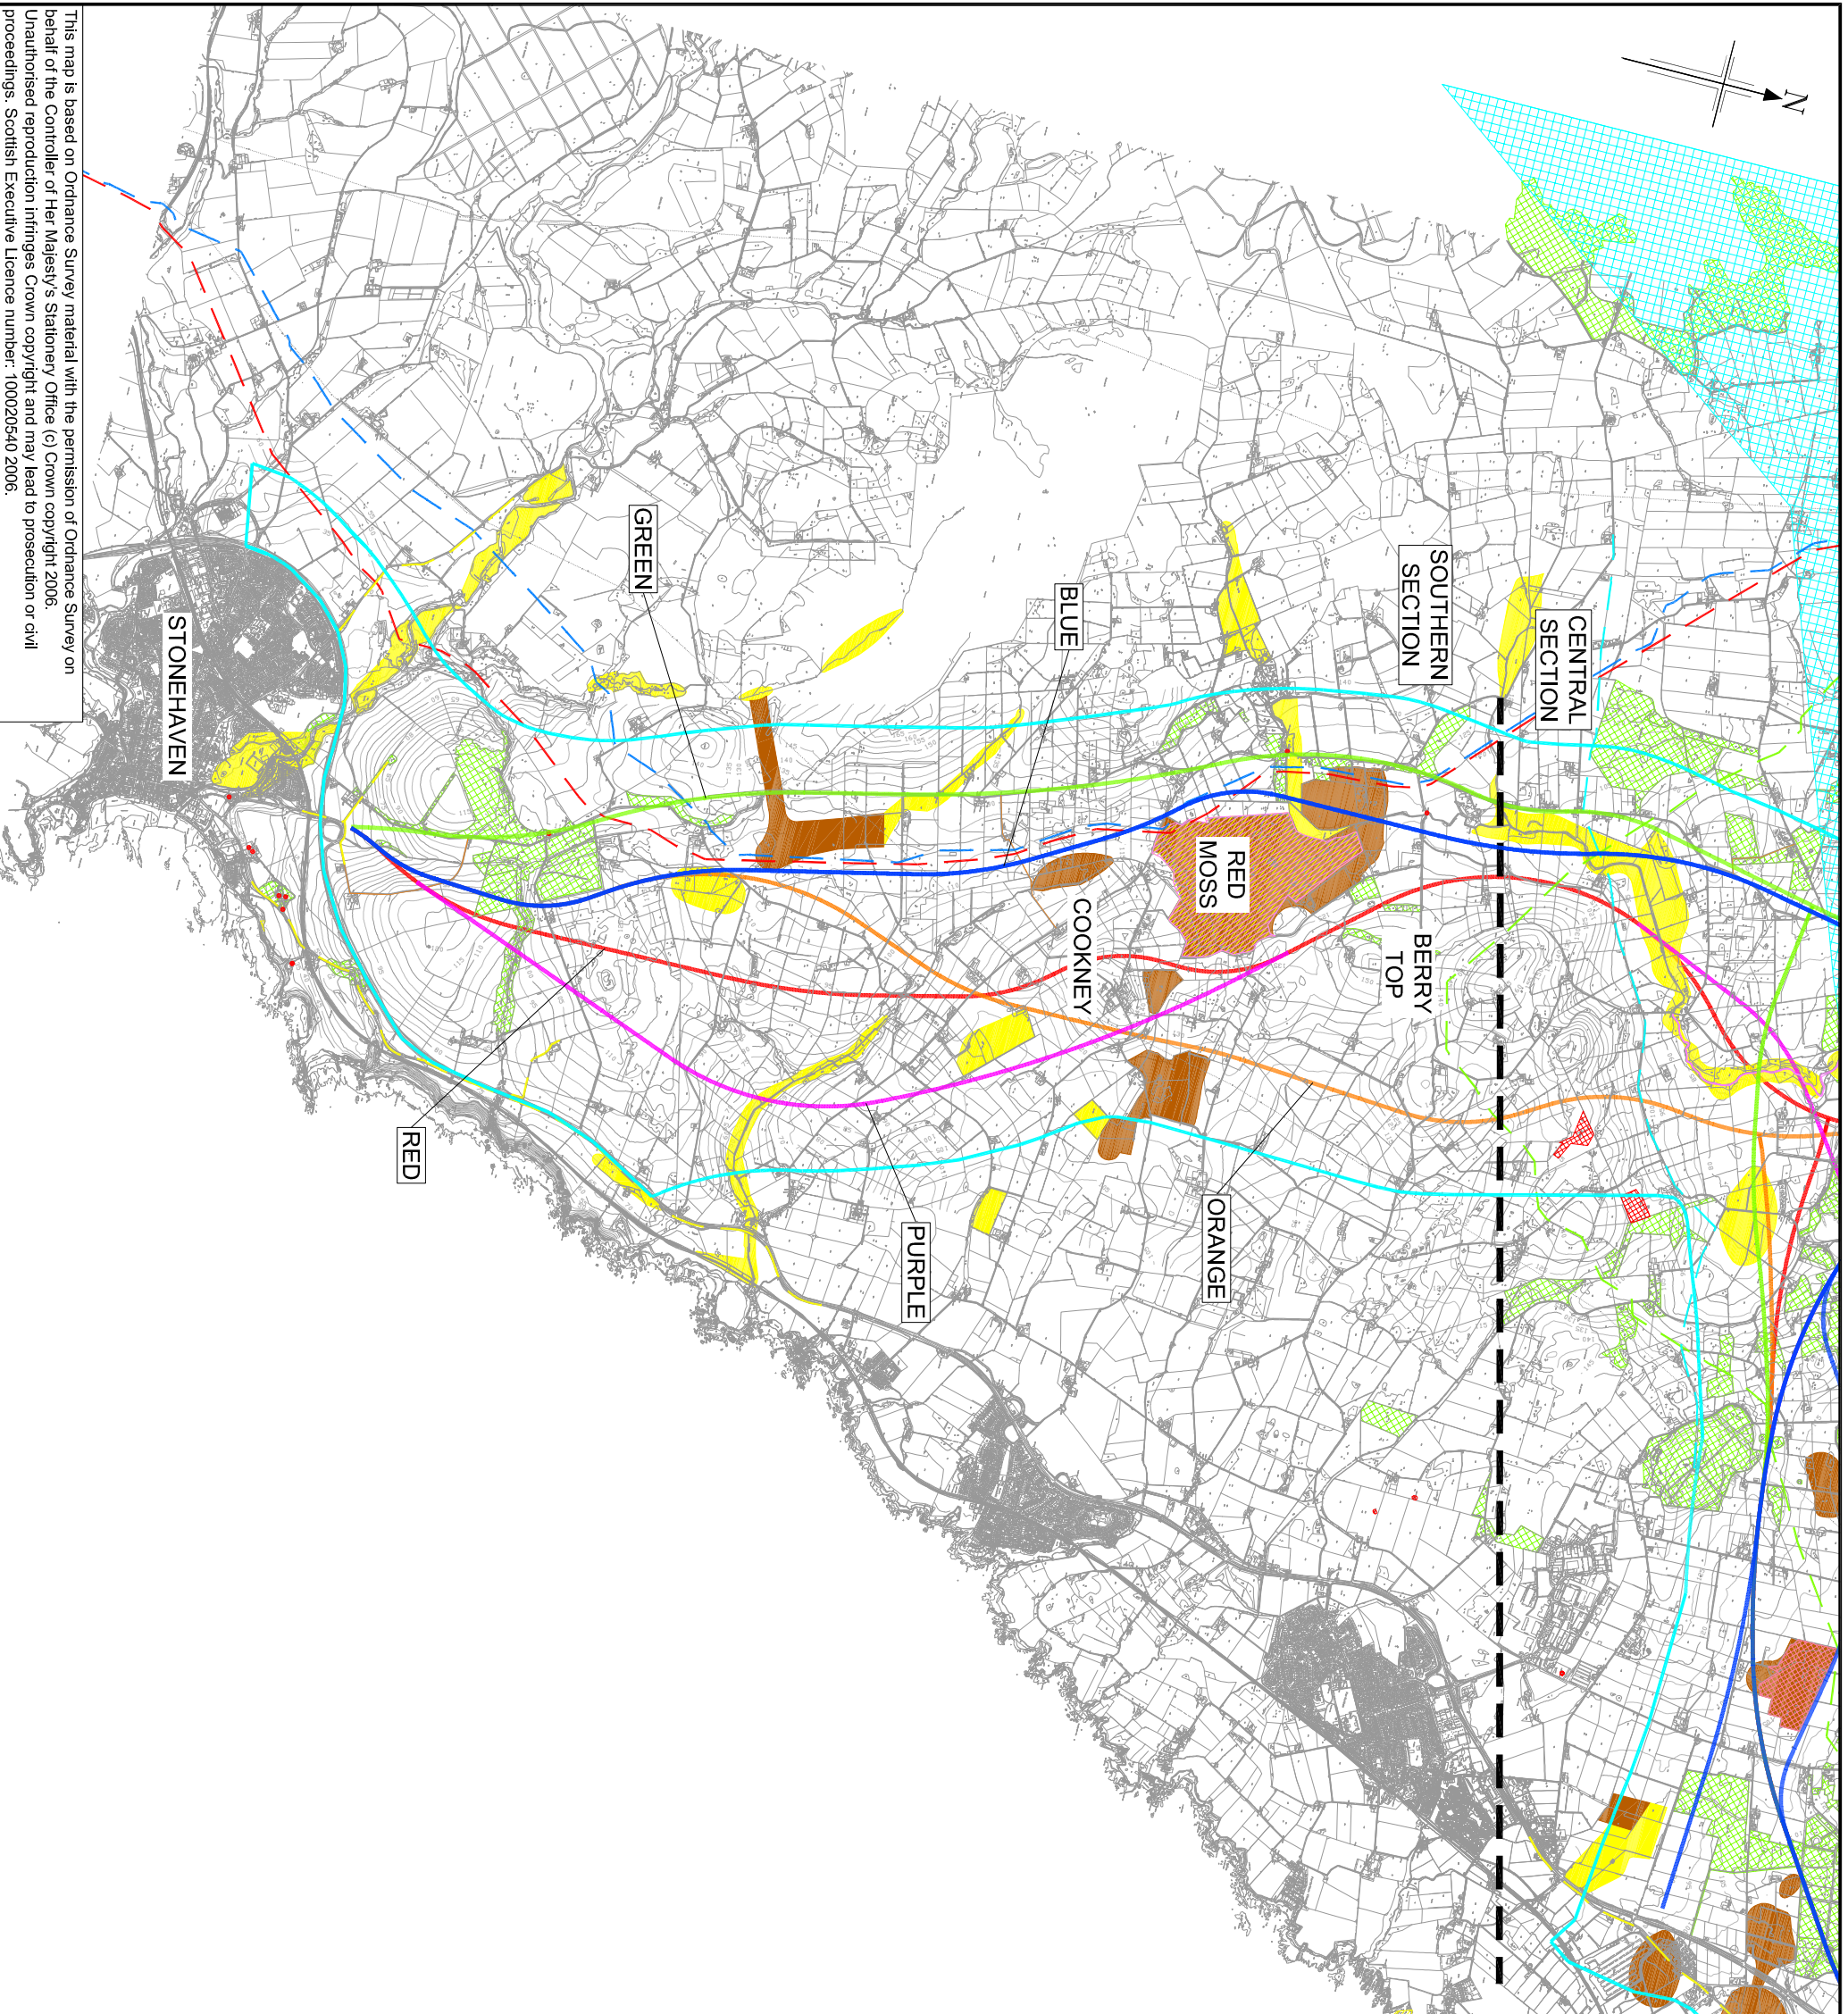 N
CENTRAL
SECTION
SOUTHERN
SECTION
BERRY
TOP
RED
MOSS
ORANGE
BLUE
COOKNEY
PURPLE
GREEN
RED
STONEHAVEN
This map is based on Ordnance Survey material with the permission of Ordnance Survey on
behalf of the Controller of Her Majesty's Stationery Office (c) Crown copyright 2006.
Unauthorised reproduction infringes Crown copyright and may lead to prosecution or civil
proceedings. Scottish Executive Licence number: 100020540 2006.